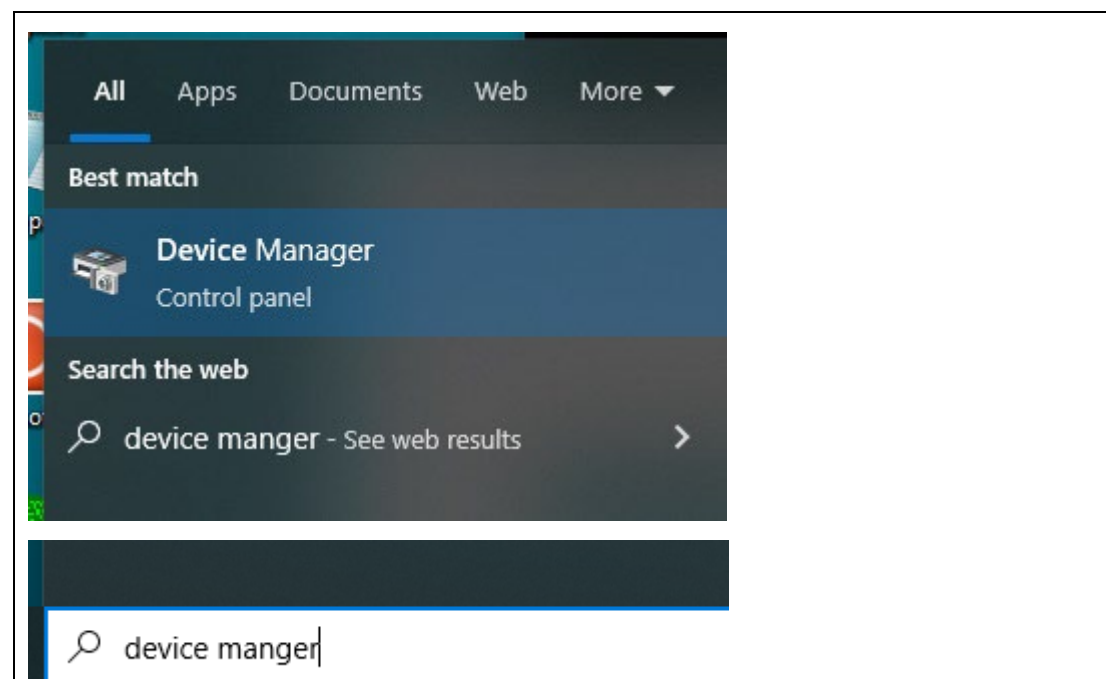 All Apps Documents Web More
Best match
Device Manager
Control panel
Search the web
device manger - See web results
device manger